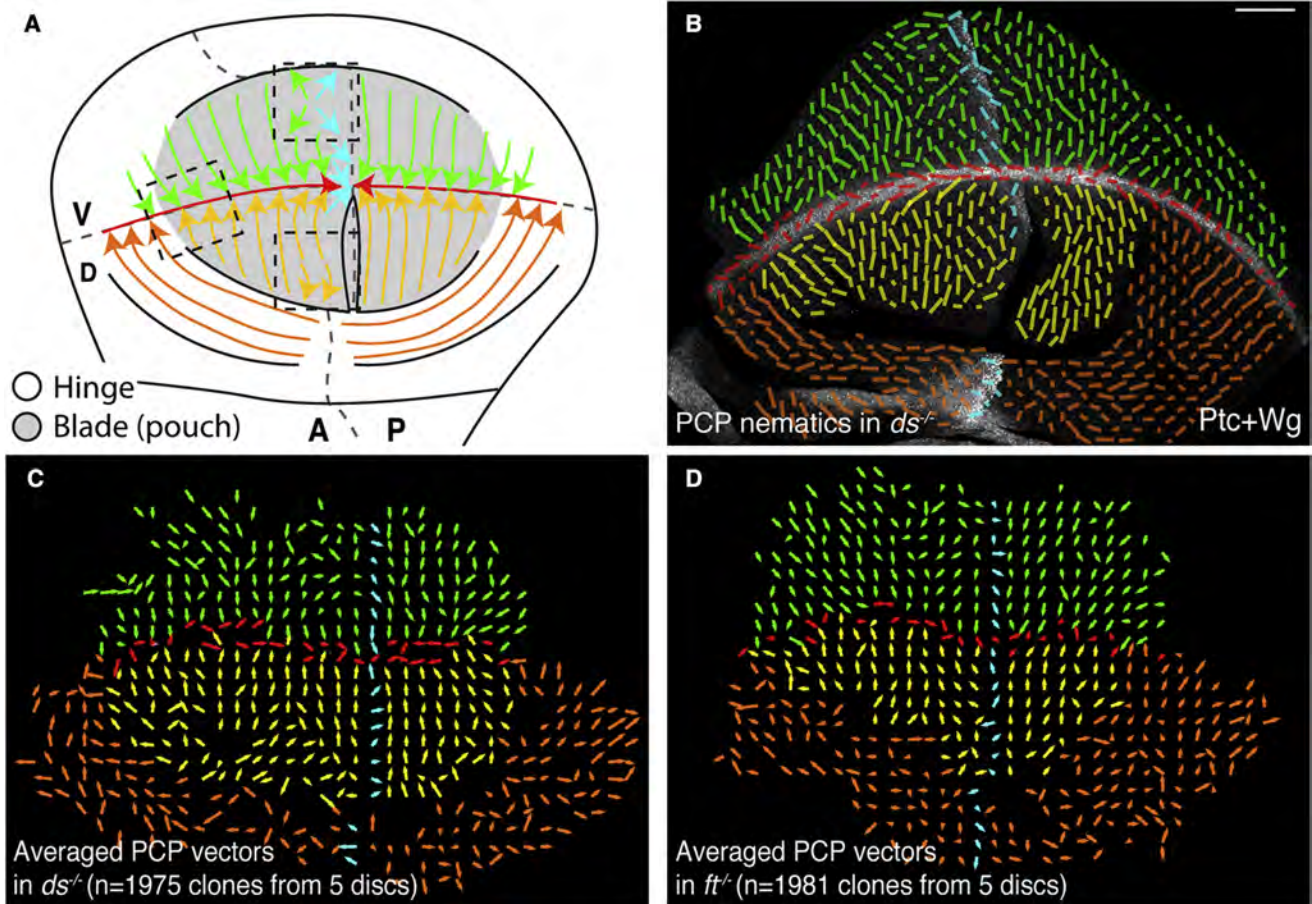 A
V
D
Hinge
Blade (pouch)
A P
B
PCP nematics in ds-/-
Ptc+Wg
C
Averaged PCP vectors
in ds-/- (n=1975 clones from 5 discs)
D
Averaged PCP vectors
in ft-/- (n=1981 clones from 5 discs)